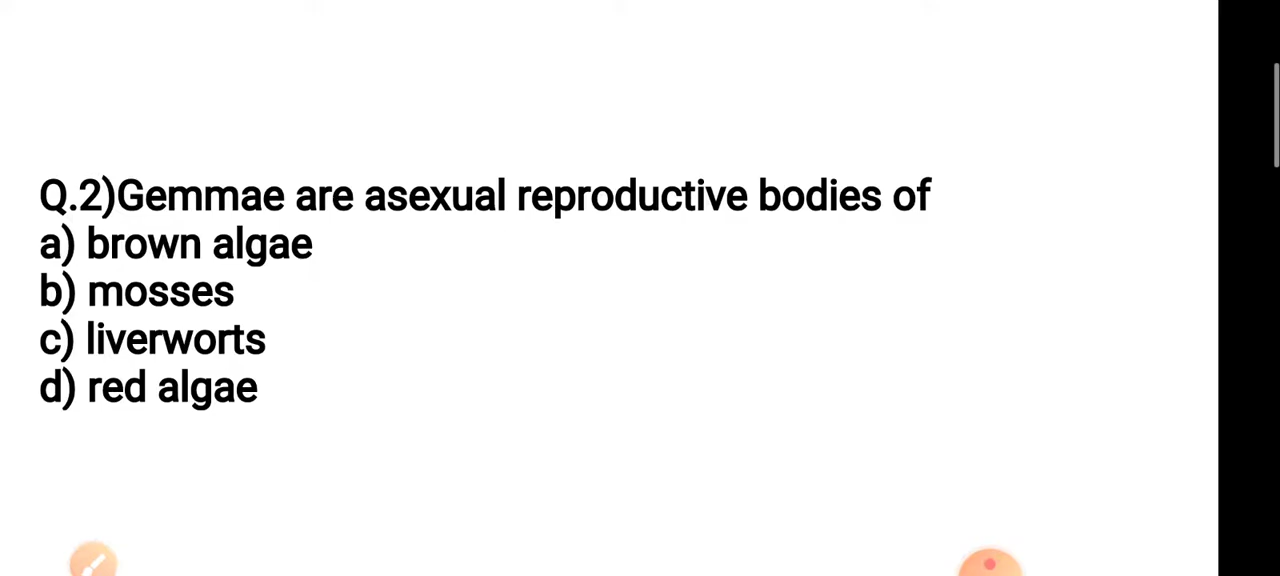 Q.2)Gemmae are asexual reproductive bodies of
a) brown algae
b) mosses
c) liverworts
d) red algae